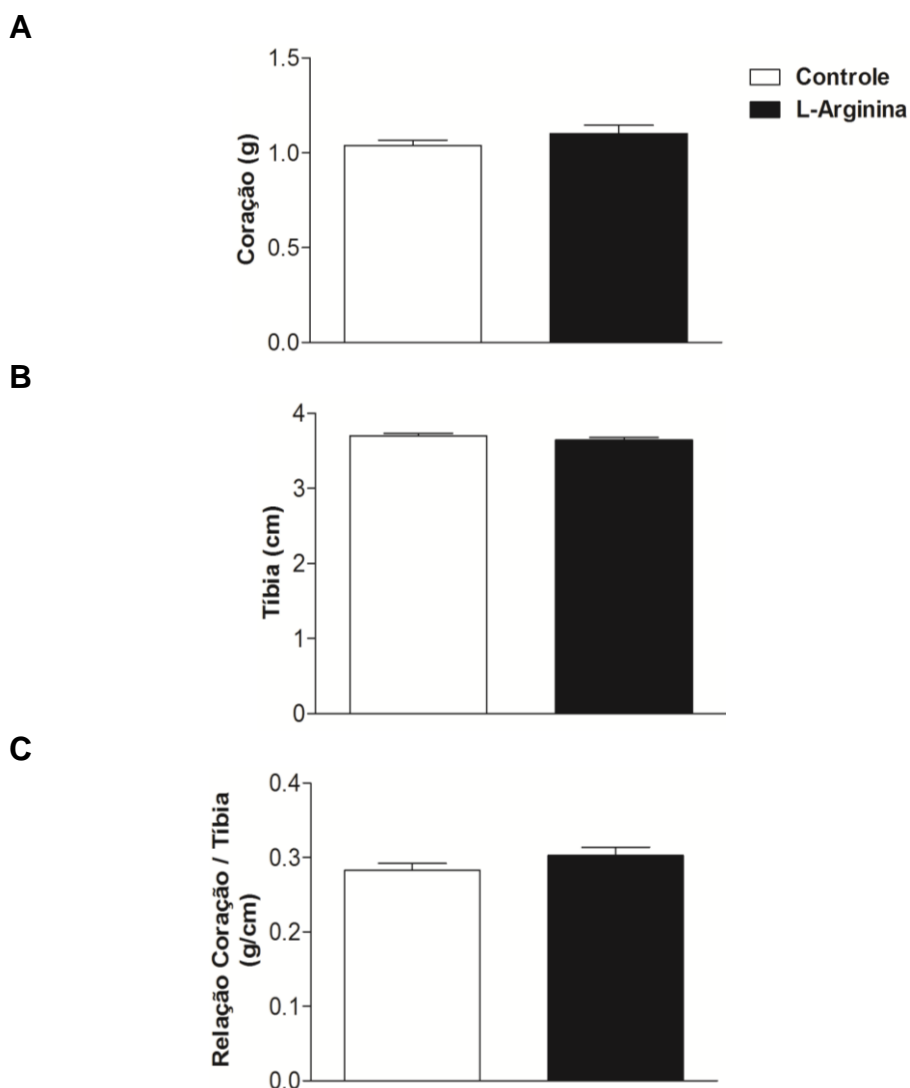 A
1.5
1.0
0.5
0.0
Coração (g)
Controle
L-Arginina
B
4
3
2
1
0
Tíbia (cm)
C
0.4
0.3
0.2
0.1
0.0
Relação Coração / Tíbia
(g/cm)